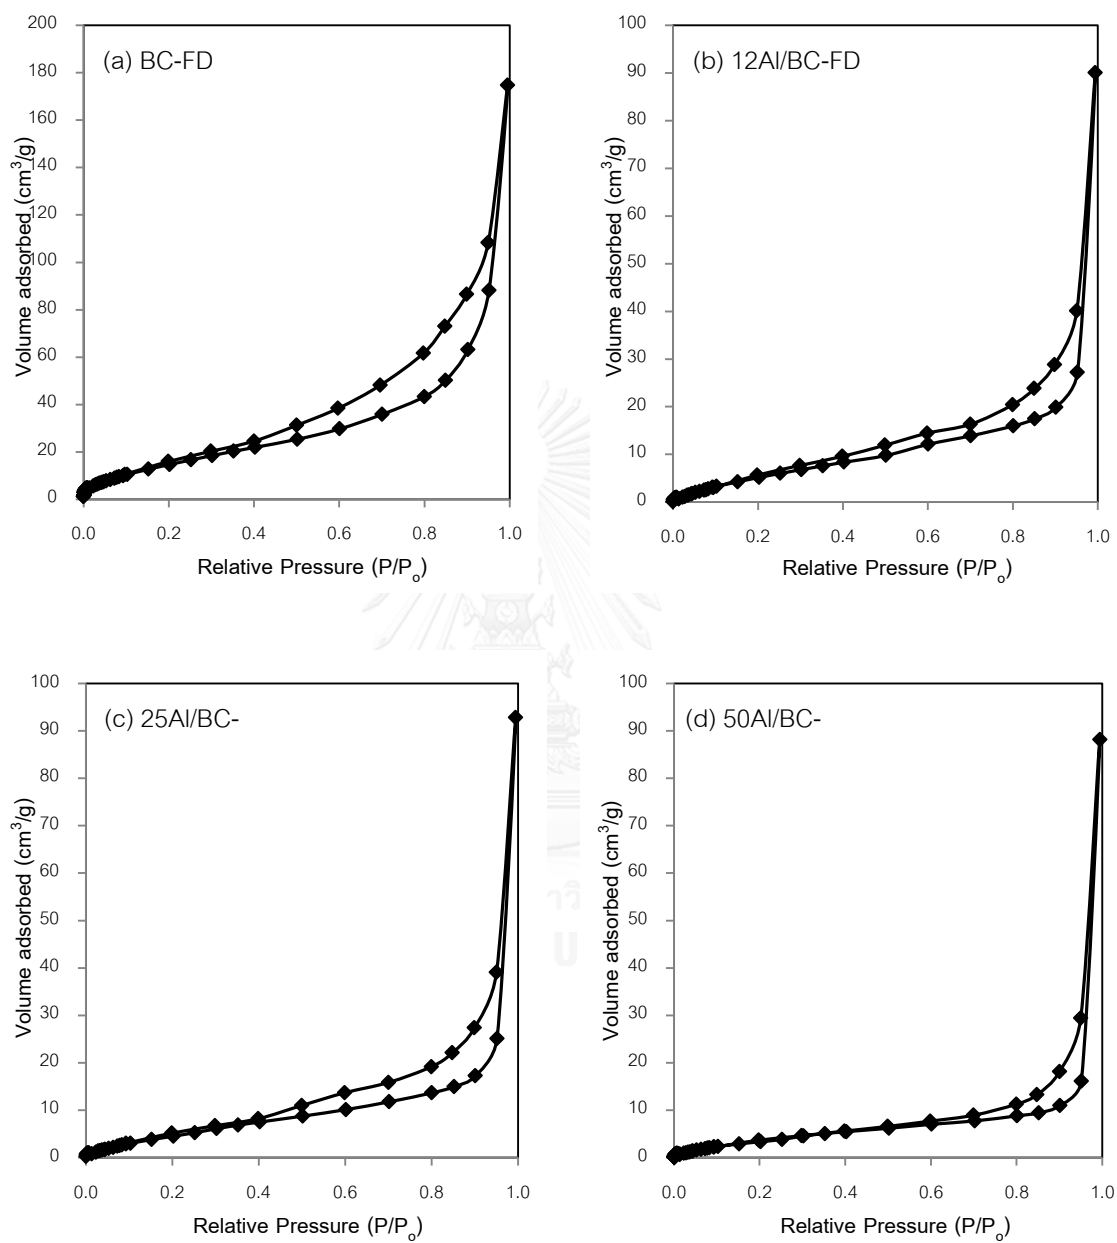 (a) BC-FD
Volume adsorbed (cm³/g)
200
180
160
140
120
100
80
60
40
20
0
0.0 0.2 0.4 0.6 0.8 1.0
Relative Pressure (P/Pₒ)
(b) 12Al/BC-FD
Volume adsorbed (cm³/g)
100
90
80
70
60
50
40
30
20
10
0
0.0 0.2 0.4 0.6 0.8 1.0
Relative Pressure (P/Pₒ)
(c) 25Al/BC-
Volume adsorbed (cm³/g)
100
90
80
70
60
50
40
30
20
10
0
0.0 0.2 0.4 0.6 0.8 1.0
Relative Pressure (P/Pₒ)
(d) 50Al/BC-
Volume adsorbed (cm³/g)
100
90
80
70
60
50
40
30
20
10
0
0.0 0.2 0.4 0.6 0.8 1.0
Relative Pressure (P/Pₒ)